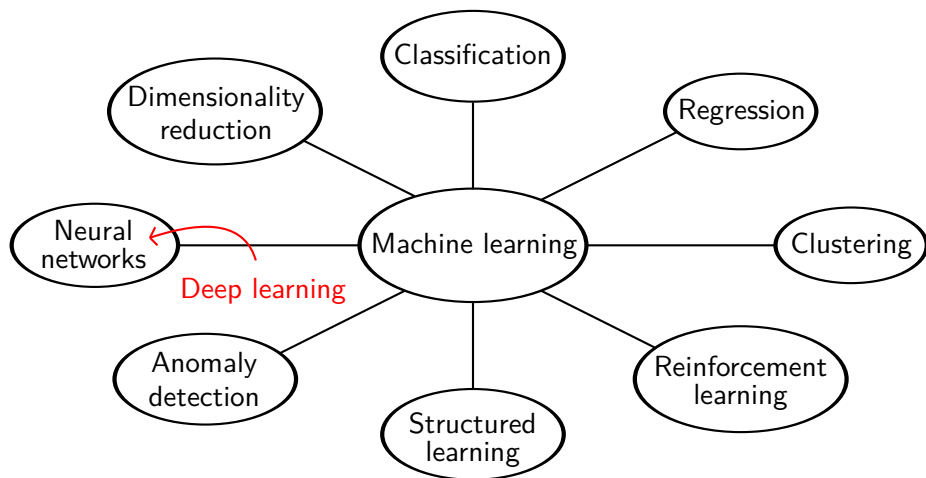 Classification
Dimensionality
reduction
Regression
Neural
networks
Machine learning
Clustering
Deep learning
Anomaly
detection
Reinforcement
learning
Structured
learning